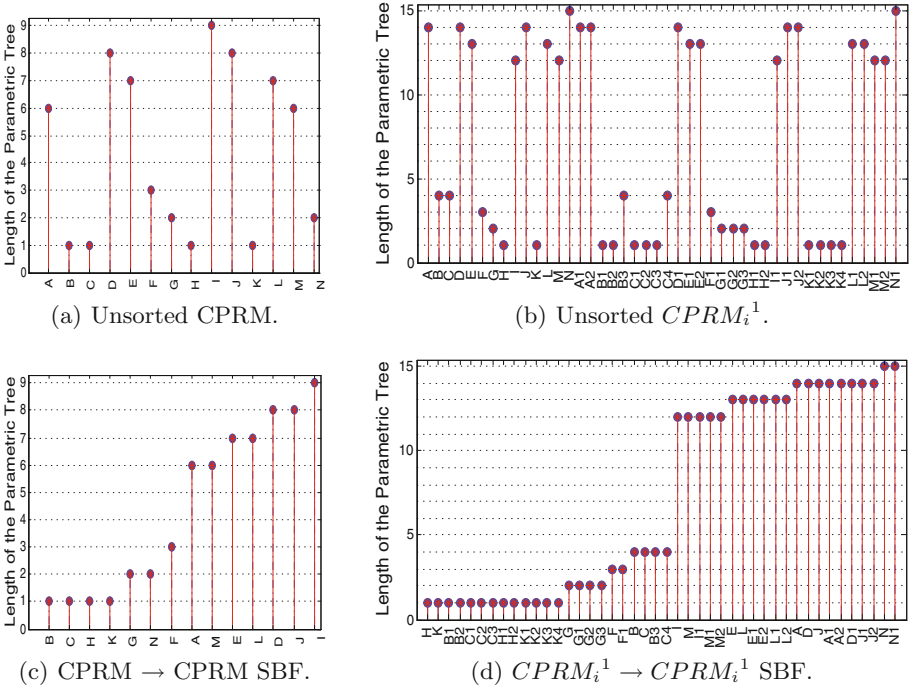 Length of the Parametric Tree
9
8
7
6
5
4
3
2
1
0
A B C D E F G H I J K L M N
(a) Unsorted CPRM.
Length of the Parametric Tree
15
10
5
0
A B C D E F G H I J K L M N A1 A2 B1 B2 B3 C1 C2 C3 C4 D1 E1 E2 F1 G1 G2 G3 H1 H2 I1 J1 J2 K1 K2 K3 K4 L1 L2 M1 M2 N1
(b) Unsorted CPRMi¹.
Length of the Parametric Tree
9
8
7
6
5
4
3
2
1
0
B C H K G N F A M E L D J I
(c) CPRM → CPRM SBF.
Length of the Parametric Tree
15
10
5
0
H K B1 B2 C1 C2 C3 H1 H2 K1 K2 K3 K4 G G1 G2 G3 F F1 B C B3 C4 I M I1 M1 M2 E L E1 E2 L1 L2 A D J A1 A2 D1 J1 J2 N N1
(d) CPRMi¹ → CPRMi¹ SBF.